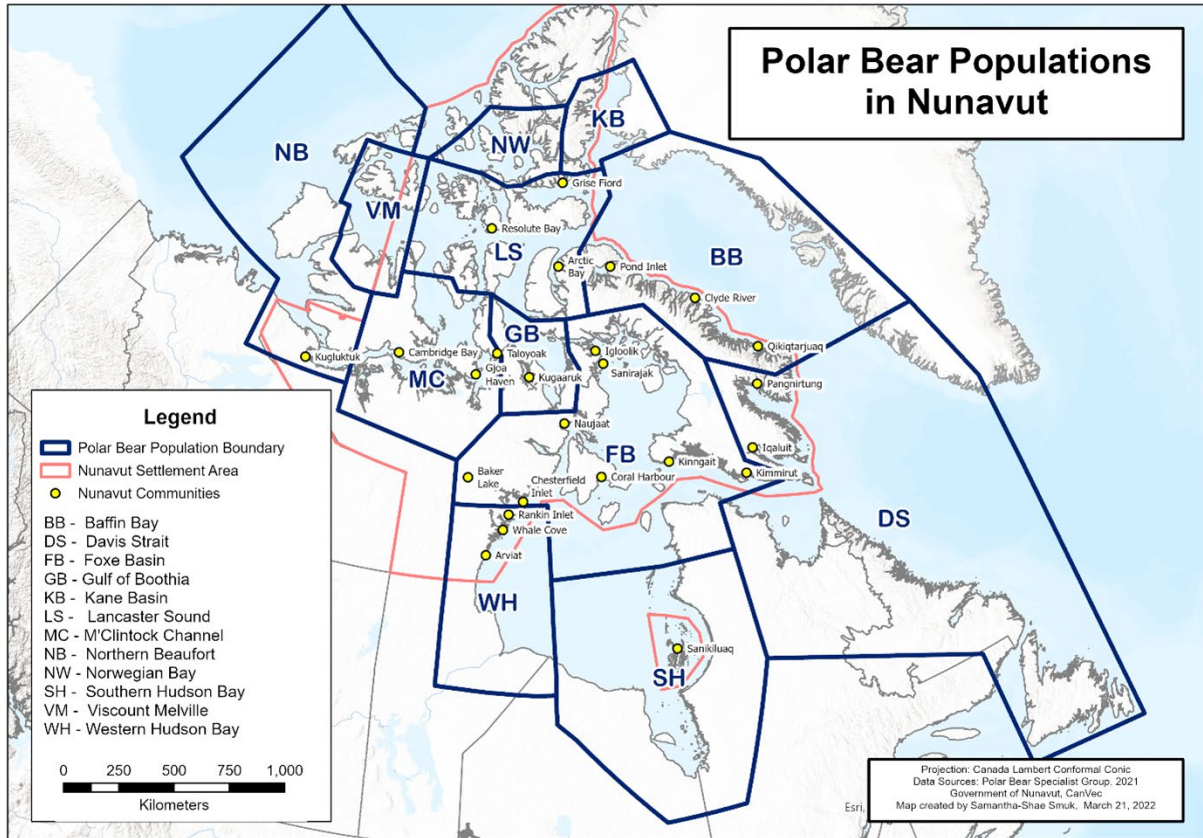 Polar Bear Populations
in Nunavut
NB
VM
NW
KB
Grise Fiord
Resolute Bay
LS
Arctic
Bay
Pond Inlet
BB
Clyde River
GB
Qikiqtarjuaq
Kugluktuk
Cambridge Bay
MC
Taloyoak
Gjoa
Haven
Kugaaruk
Igloolik
Sanirajak
Pangnirtung
Naujaat
FB
Iqaluit
Kinngait
Kimmirut
Baker
Lake
Chesterfield
Inlet
Coral Harbour
Rankin Inlet
Whale Cove
Arviat
DS
WH
Sanikiluaq
SH
Legend
Polar Bear Population Boundary
Nunavut Settlement Area
Nunavut Communities
BB - Baffin Bay
DS - Davis Strait
FB - Foxe Basin
GB - Gulf of Boothia
KB - Kane Basin
LS - Lancaster Sound
MC - M'Clintock Channel
NB - Northern Beaufort
NW - Norwegian Bay
SH - Southern Hudson Bay
VM - Viscount Melville
WH - Western Hudson Bay
0 250 500 750 1,000
Kilometers
Projection: Canada Lambert Conformal Conic
Data Sources: Polar Bear Specialist Group, 2021
Government of Nunavut, CanVec
Map created by Samantha-Shae Smuk, March 21, 2022
Esri,